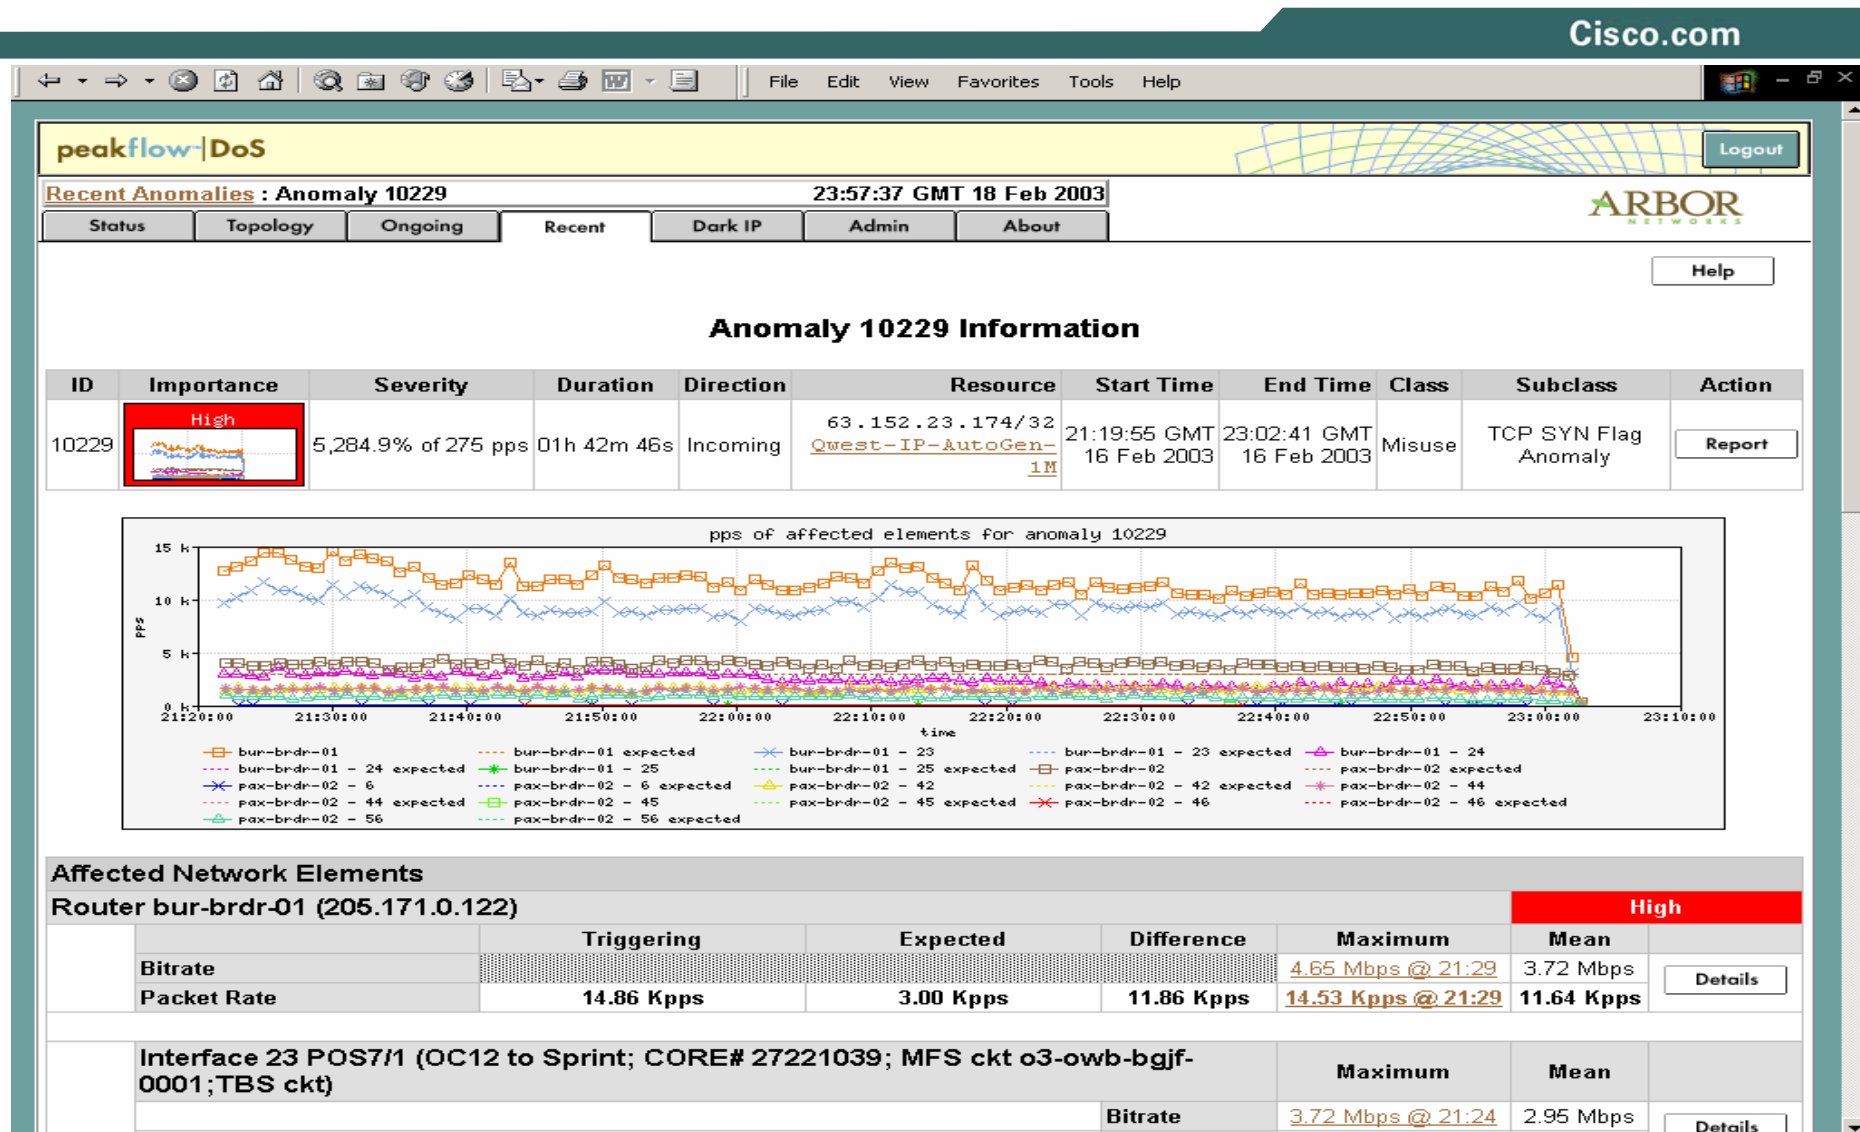 Cisco.com
File Edit View Favorites Tools Help
peakflow|DoS
Logout
Recent Anomalies : Anomaly 10229 23:57:37 GMT 18 Feb 2003
ARBOR
NETWORKS
Status Topology Ongoing Recent Dark IP Admin About
Help
Anomaly 10229 Information
ID Importance Severity Duration Direction Resource Start Time End Time Class Subclass Action
10229 High 5,284.9% of 275 pps 01h 42m 46s Incoming 63.152.23.174/32 Qwest-IP-AutoGen-1M 21:19:55 GMT 16 Feb 2003 23:02:41 GMT 16 Feb 2003 Misuse TCP SYN Flag Anomaly Report
pps of affected elements for anomaly 10229
15 k
10 k
pps
5 k
0 k
21:20:00 21:30:00 21:40:00 21:50:00 22:00:00 22:10:00 22:20:00 22:30:00 22:40:00 22:50:00 23:00:00 23:10:00
time
bur-brdr-01 bur-brdr-01 expected bur-brdr-01 - 23 bur-brdr-01 - 23 expected bur-brdr-01 - 24
bur-brdr-01 - 24 expected bur-brdr-01 - 25 bur-brdr-01 - 25 expected pax-brdr-02 pax-brdr-02 expected
pax-brdr-02 - 6 pax-brdr-02 - 6 expected pax-brdr-02 - 42 pax-brdr-02 - 42 expected pax-brdr-02 - 44
pax-brdr-02 - 44 expected pax-brdr-02 - 45 pax-brdr-02 - 45 expected pax-brdr-02 - 46 pax-brdr-02 - 46 expected
pax-brdr-02 - 56 pax-brdr-02 - 56 expected
Affected Network Elements
Router bur-brdr-01 (205.171.0.122) High
Triggering Expected Difference Maximum Mean
Bitrate 4.65 Mbps @ 21:29 3.72 Mbps
Details
Packet Rate 14.86 Kpps 3.00 Kpps 11.86 Kpps 14.53 Kpps @ 21:29 11.64 Kpps
Interface 23 POS7/1 (OC12 to Sprint; CORE# 27221039; MFS ckt o3-owb-bgjf-
0001;TBS ckt) Maximum Mean
Bitrate 3.72 Mbps @ 21:24 2.95 Mbps
Details